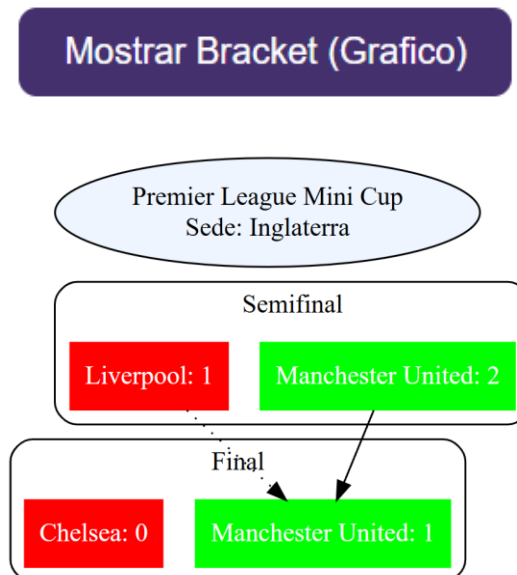 Mostrar Bracket (Grafico)
Premier League Mini Cup
Sede: Inglaterra
Semifinal
Liverpool: 1
Manchester United: 2
Final
Chelsea: 0
Manchester United: 1